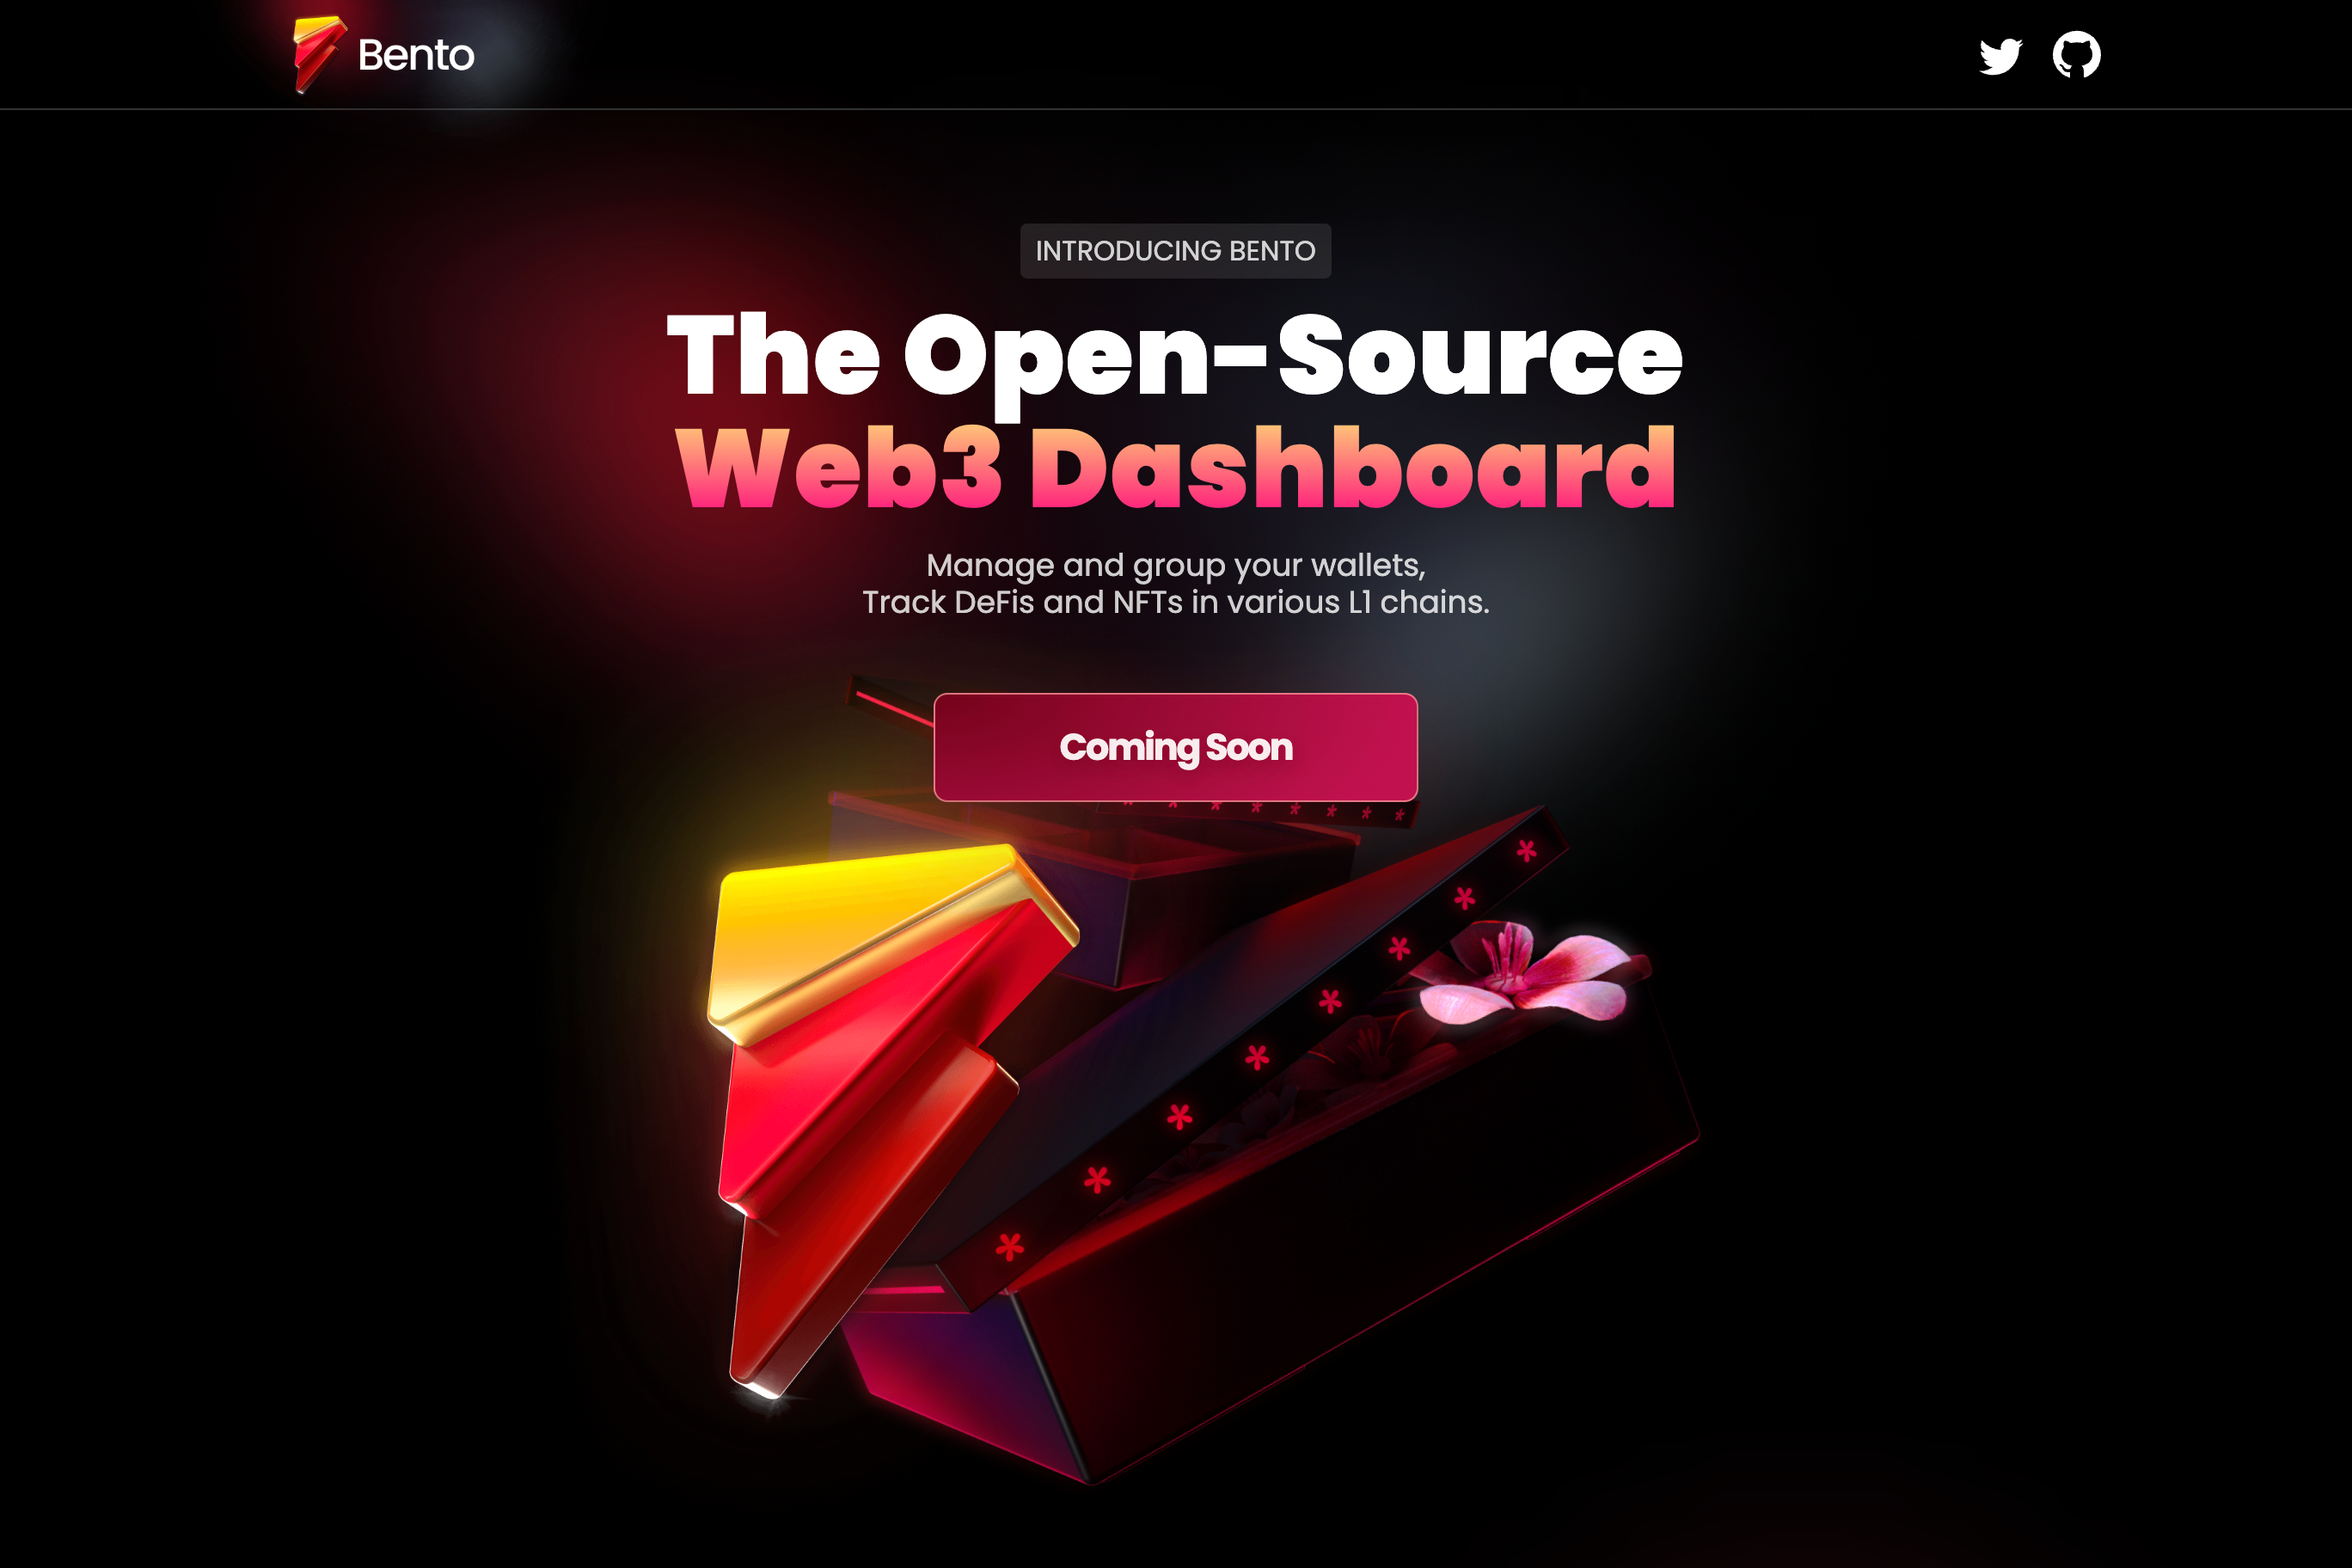 Bento
INTRODUCING BENTO
The Open-Source
Web3 Dashboard
Manage and group your wallets,
Track DeFis and NFTs in various L1 chains.
Coming Soon